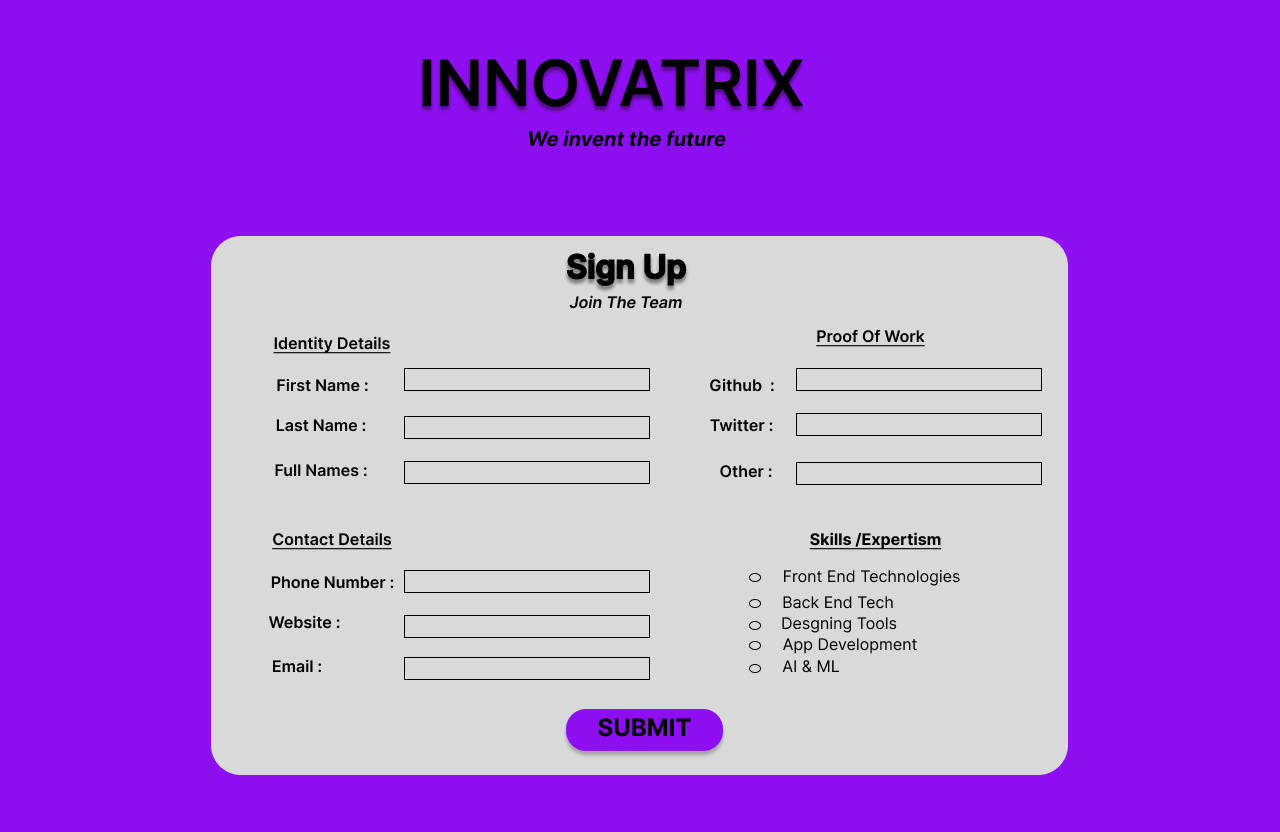 INNOVATRIX
We invent the future
Sign Up
Join The Team
Identity Details
First Name :
Last Name :
Full Names :
Proof Of Work
Github  :
Twitter :
Other :
Contact Details
Phone Number :
Website :
Email :
Skills /Expertism
Front End Technologies
Back End Tech
Desgning Tools
App Development
AI & ML
SUBMIT